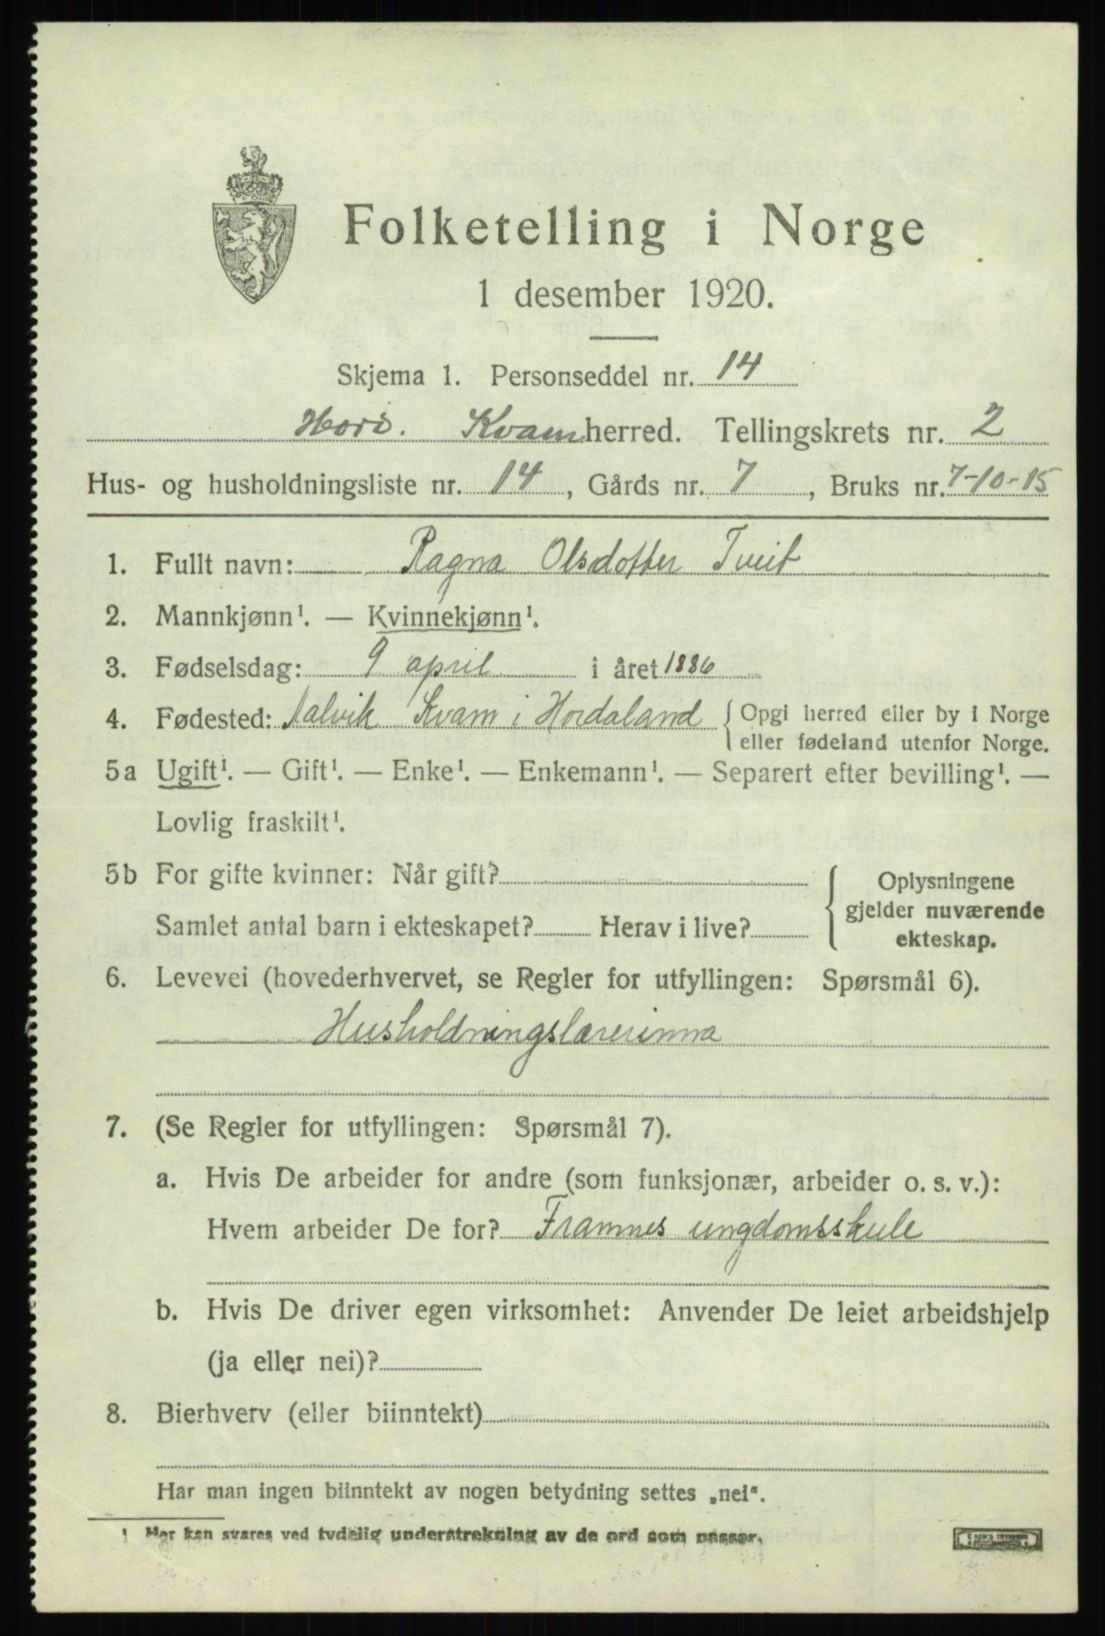 Folketelling i Norge
1 desember 1920.
Skjema 1. Personseddel nr. 14
Hord. Kvam herred. Tellingskrets nr. 2
Hus- og husholdningsliste nr. 14, Gårds nr. 7, Bruks nr. 7-10-15
1. Fullt navn: Ragna Olsdotter Tveit
2. Mannkjønn¹. — Kvinnekjønn¹.
3. Fødselsdag: 9 april i året 1886
4. Fødested: Aalvik Kvam i Hordaland { Opgi herred eller by i Norge
eller fødeland utenfor Norge.
5a Ugift¹. — Gift¹. — Enke¹. — Enkemann¹. — Separert efter bevilling¹. —
Lovlig fraskilt¹.
5b For gifte kvinner: Når gift?
Samlet antal barn i ekteskapet? Herav i live?
{ Oplysningene
gjelder nuværende
ekteskap.
6. Levevei (hovederhvervet, se Regler for utfyllingen: Spørsmål 6).
Husholdningslærerinna
7. (Se Regler for utfyllingen: Spørsmål 7).
a. Hvis De arbeider for andre (som funksjonær, arbeider o. s. v.):
Hvem arbeider De for? Framnes ungdomsskule
b. Hvis De driver egen virksomhet: Anvender De leiet arbeidshjelp
(ja eller nei)?
8. Bierhverv (eller biinntekt)
Har man ingen biinntekt av nogen betydning settes „nei“.
¹ Her kan svares ved tydelig understrekning av de ord som passer.